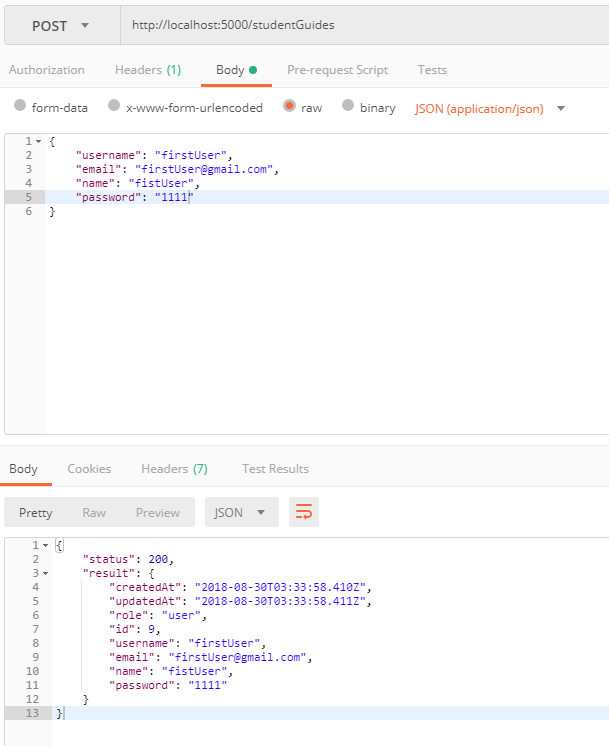 POST http://localhost:5000/studentGuides
Authorization Headers (1) Body Pre-request Script Tests
form-data x-www-form-urlencoded raw binary JSON (application/json)
1 {
2 "username": "firstUser",
3 "email": "firstUser@gmail.com",
4 "name": "fistUser",
5 "password": "1111"
6 }
Body Cookies Headers (7) Test Results
Pretty Raw Preview JSON
1 {
2 "status": 200,
3 "result": {
4 "createdAt": "2018-08-30T03:33:58.410Z",
5 "updatedAt": "2018-08-30T03:33:58.411Z",
6 "role": "user",
7 "id": 9,
8 "username": "firstUser",
9 "email": "firstUser@gmail.com",
10 "name": "fistUser",
11 "password": "1111"
12 }
13 }